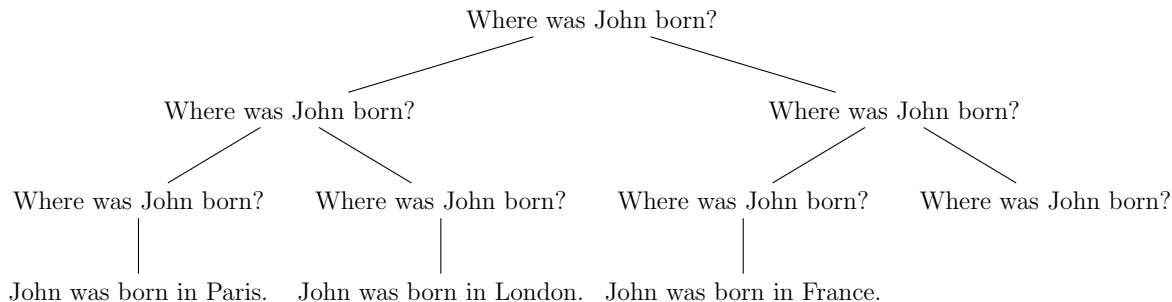 Where was John born?
Where was John born? Where was John born?
Where was John born? Where was John born? Where was John born? Where was John born?
John was born in Paris. John was born in London. John was born in France.